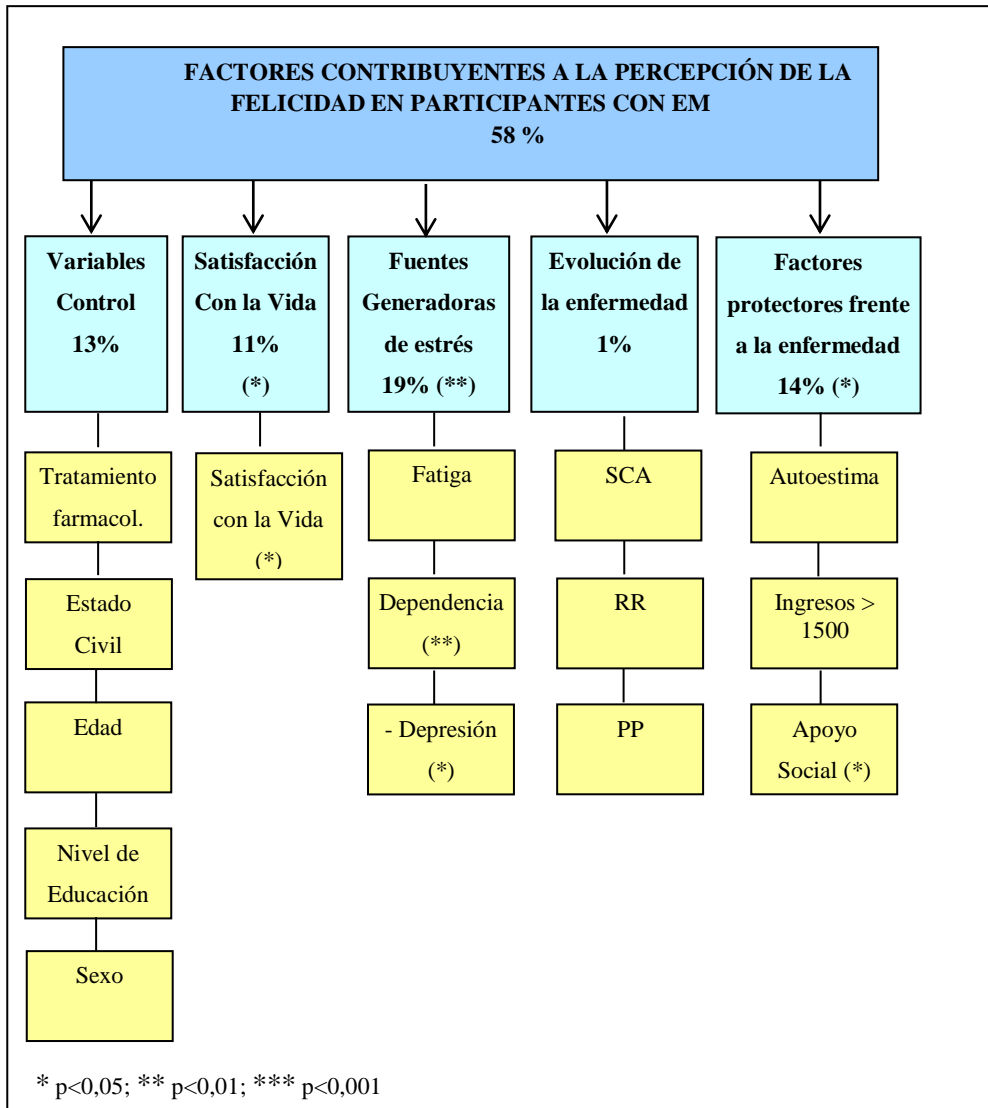 FACTORES CONTRIBUYENTES A LA PERCEPCIÓN DE LA
FELICIDAD EN PARTICIPANTES CON EM
58 %
Variables
Control
13%
Satisfacción
Con la Vida
11%
(*)
Fuentes
Generadoras
de estrés
19% (**)
Evolución de
la enfermedad
1%
Factores
protectores frente
a la enfermedad
14% (*)
Tratamiento
farmacol.
Estado
Civil
Edad
Nivel de
Educación
Sexo
Satisfacción
con la Vida
(*)
Fatiga
Dependencia
(**)
- Depresión
(*)
SCA
RR
PP
Autoestima
Ingresos >
1500
Apoyo
Social (*)
* p<0,05; ** p<0,01; *** p<0,001